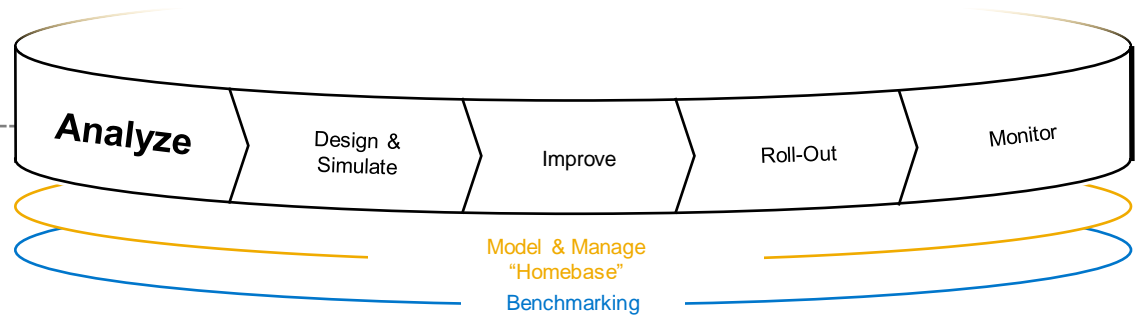 Analyze
Design &
Simulate
Improve
Roll-Out
Monitor
Model & Manage
“Homebase”
Benchmarking